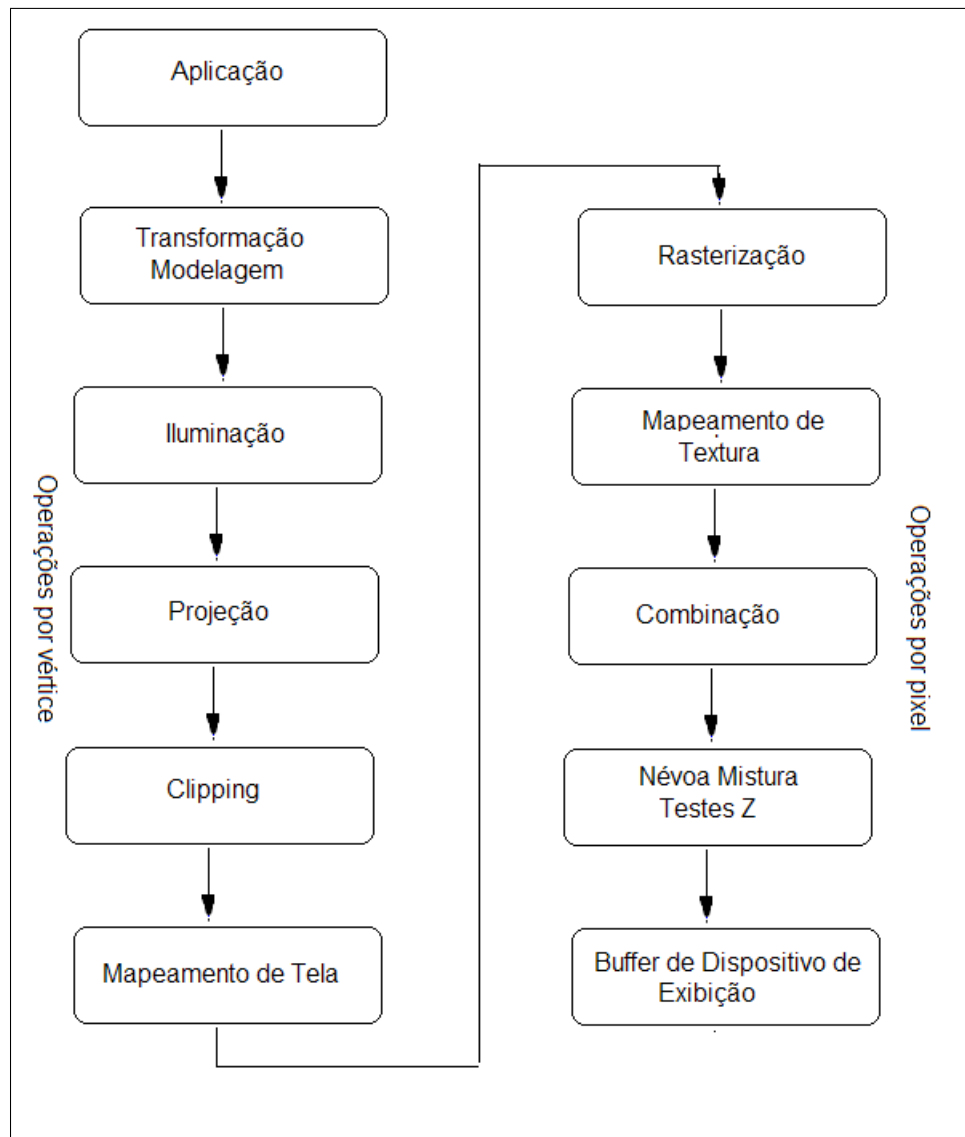 Aplicação
Transformação
Modelagem
Iluminação
Projeção
Clipping
Mapeamento de Tela
Operações por vértice
Rasterização
Mapeamento de
Textura
Combinação
Névoa Mistura
Testes Z
Buffer de Dispositivo de
Exibição
Operações por pixel